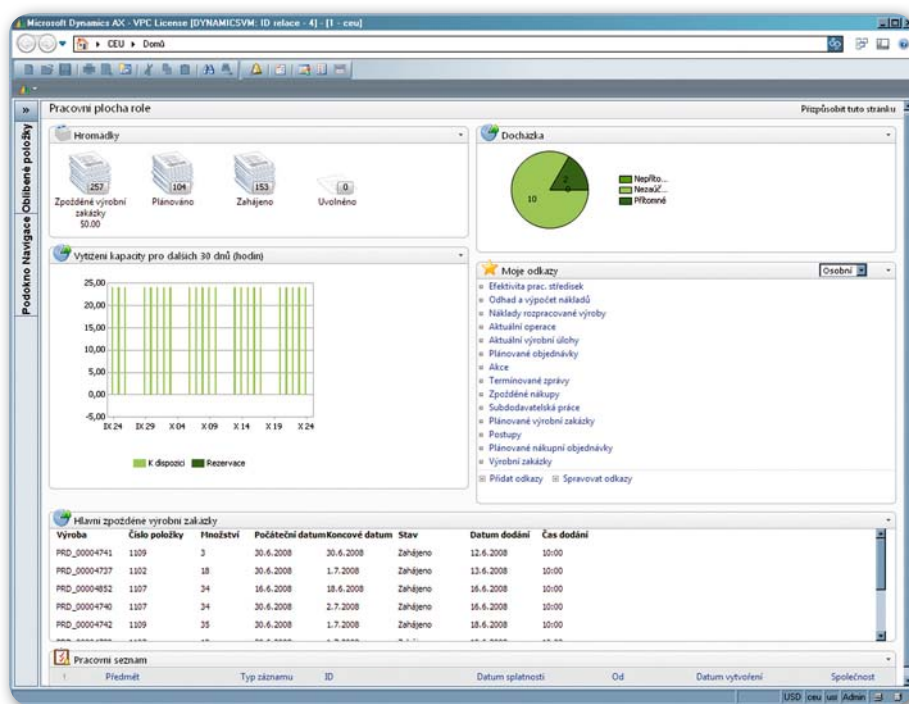 Microsoft Dynamics AX - VPC License [DYNAMICSVM: ID relace - 4] - [1 - ceu]
CEU Domů
Pracovní plocha role
Přizpůsobit tuto stránku
Podokno Navigace Oblíbené položky
Hromádky
257
Zpožděné výrobní
zakázky
50.00
104
Plánováno
153
Zahájeno
0
Uvolněno
Docházka
10
2
0
Nepříto...
Nezaúč...
Přítomné
Vytížení kapacity pro dalších 30 dnů (hodin)
25,00
20,00
15,00
10,00
5,00
0,00
-5,00
IX 24 IX 29 X 04 X 09 X 14 X 19 X 24
K dispozici Rezervace
Moje odkazy
Osobní
Efektivita prac. středisek
Odhad a výpočet nákladů
Náklady rozpracované výroby
Aktuální operace
Aktuální výrobní úlohy
Plánované objednávky
Akce
Termínované zprávy
Zpožděné nákupy
Subdodavatelská práce
Plánované výrobní zakázky
Postupy
Plánované nákupní objednávky
Výrobní zakázky
Přidat odkazy Spravovat odkazy
Hlavní zpožděné výrobní zakázky
Výroba Číslo položky Množství Počáteční datum Koncové datum Stav Datum dodání Čas dodání
PRD_00004741 1109 3 30.6.2008 30.6.2008 Zahájeno 12.6.2008 10:00
PRD_00004737 1102 18 30.6.2008 1.7.2008 Zahájeno 13.6.2008 10:00
PRD_00004852 1107 34 16.6.2008 18.6.2008 Zahájeno 16.6.2008 10:00
PRD_00004740 1107 34 30.6.2008 2.7.2008 Zahájeno 16.6.2008 10:00
PRD_00004742 1109 35 30.6.2008 1.7.2008 Zahájeno 18.6.2008 10:00
Pracovní seznam
! Předmět Typ záznamu ID Datum splatnosti Od Datum vytvoření Společnost
USD ceu usr Admin